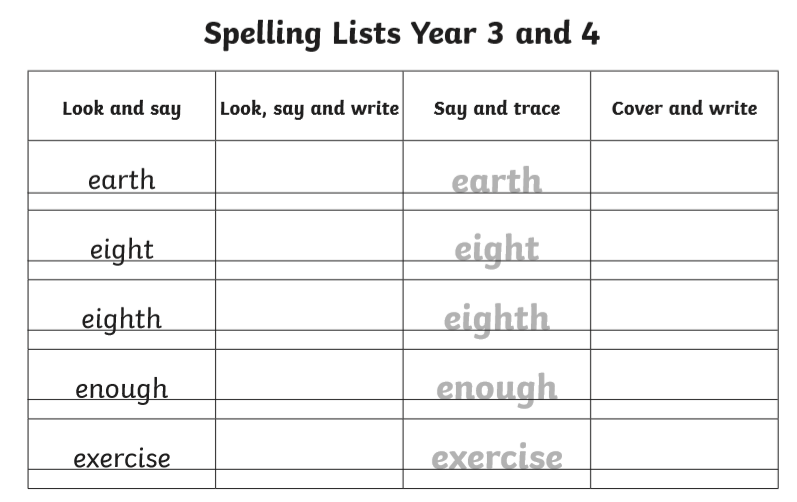 Spelling Lists Year 3 and 4
Look and say Look, say and write Say and trace Cover and write
earth earth
eight eight
eighth eighth
enough enough
exercise exercise